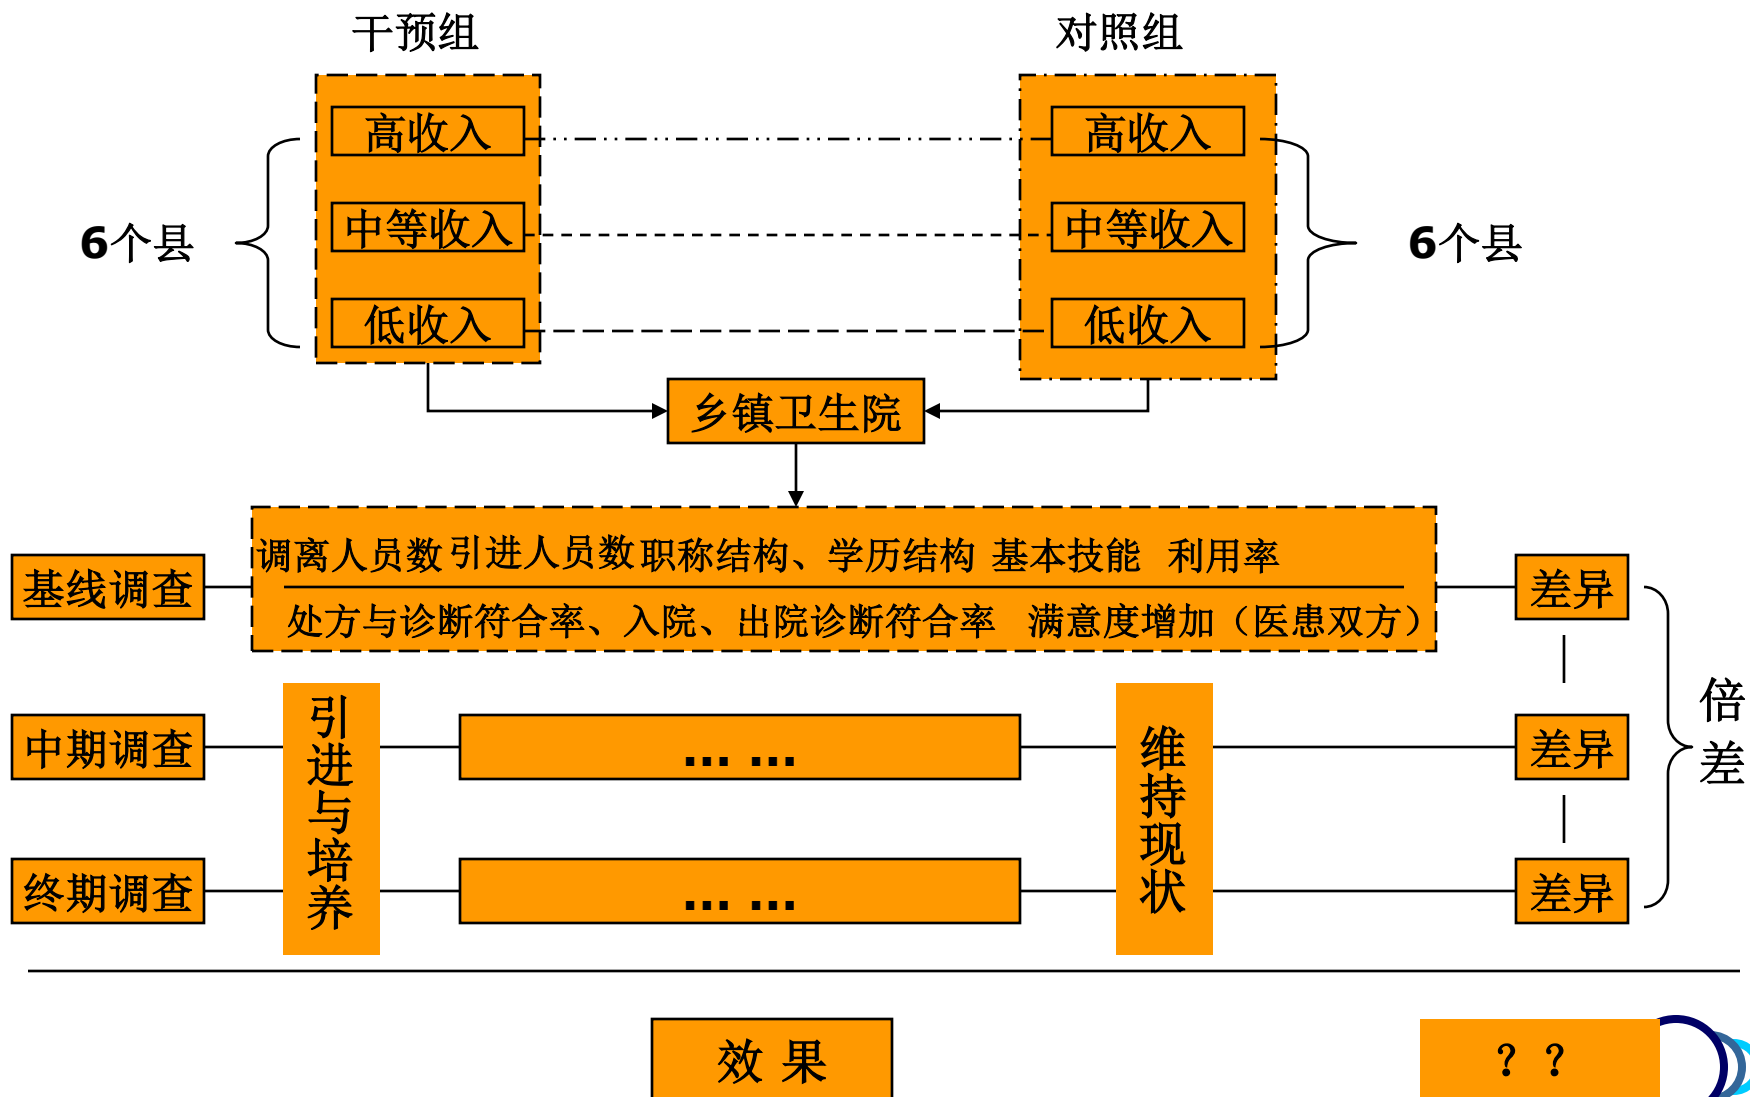 干预组
对照组
高收入
高收入
中等收入
中等收入
低收入
低收入
6个县
6个县
乡镇卫生院
基线调查
调离人员数引进人员数职称结构、学历结构 基本技能 利用率
处方与诊断符合率、入院、出院诊断符合率 满意度增加（医患双方）
差异
中期调查
引进与培养
... ...
维持现状
差异
倍差
终期调查
... ...
差异
效 果
？ ？